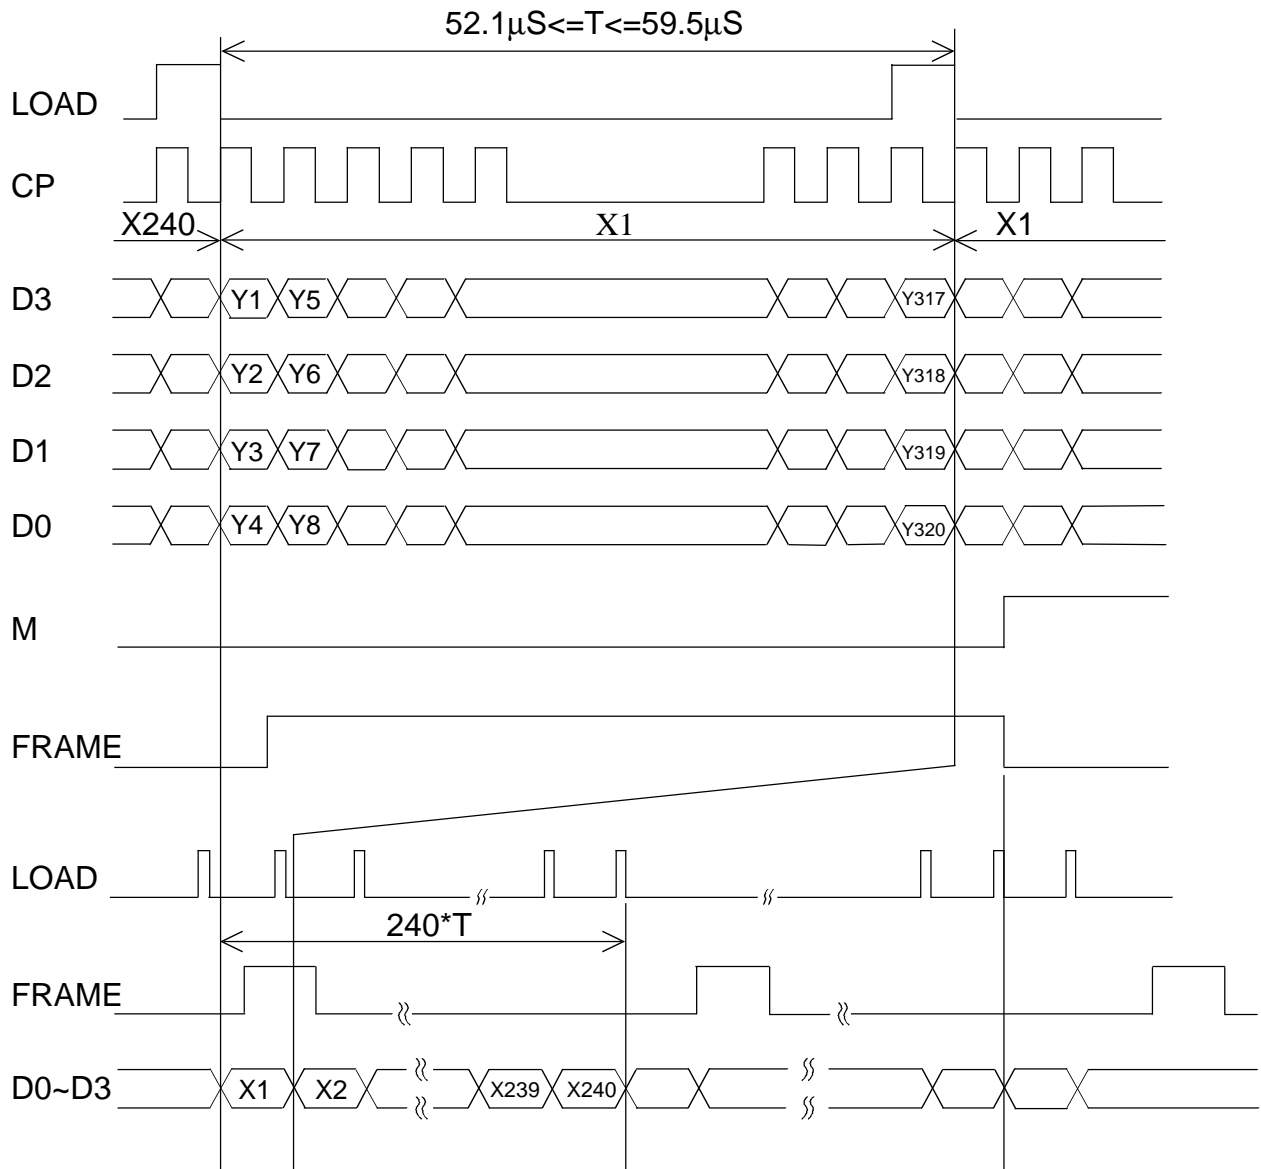 52.1μS<=T<=59.5μS
LOAD
CP
X240 X1 X1
D3 Y1 Y5 Y317
D2 Y2 Y6 Y318
D1 Y3 Y7 Y319
D0 Y4 Y8 Y320
M
FRAME
LOAD
240*T
FRAME
D0~D3 X1 X2 X239 X240